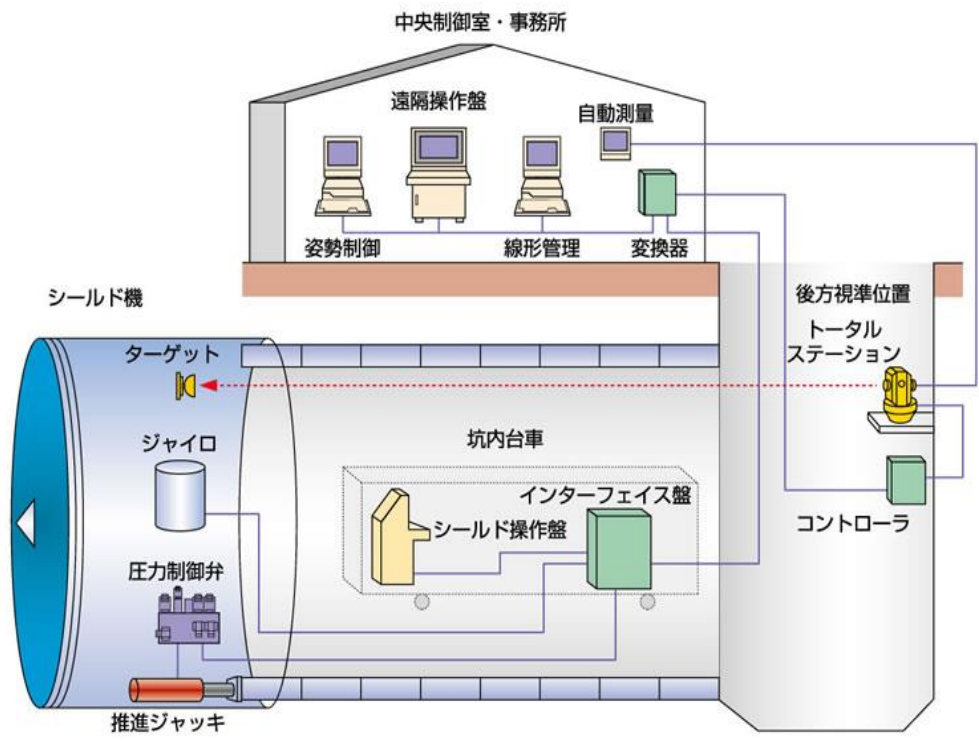 中央制御室・事務所
遠隔操作盤
自動測量
姿勢制御
線形管理
変換器
シールド機
後方視準位置
トータル
ステーション
ターゲット
ジャイロ
坑内台車
インターフェイス盤
シールド操作盤
コントローラ
圧力制御弁
推進ジャッキ